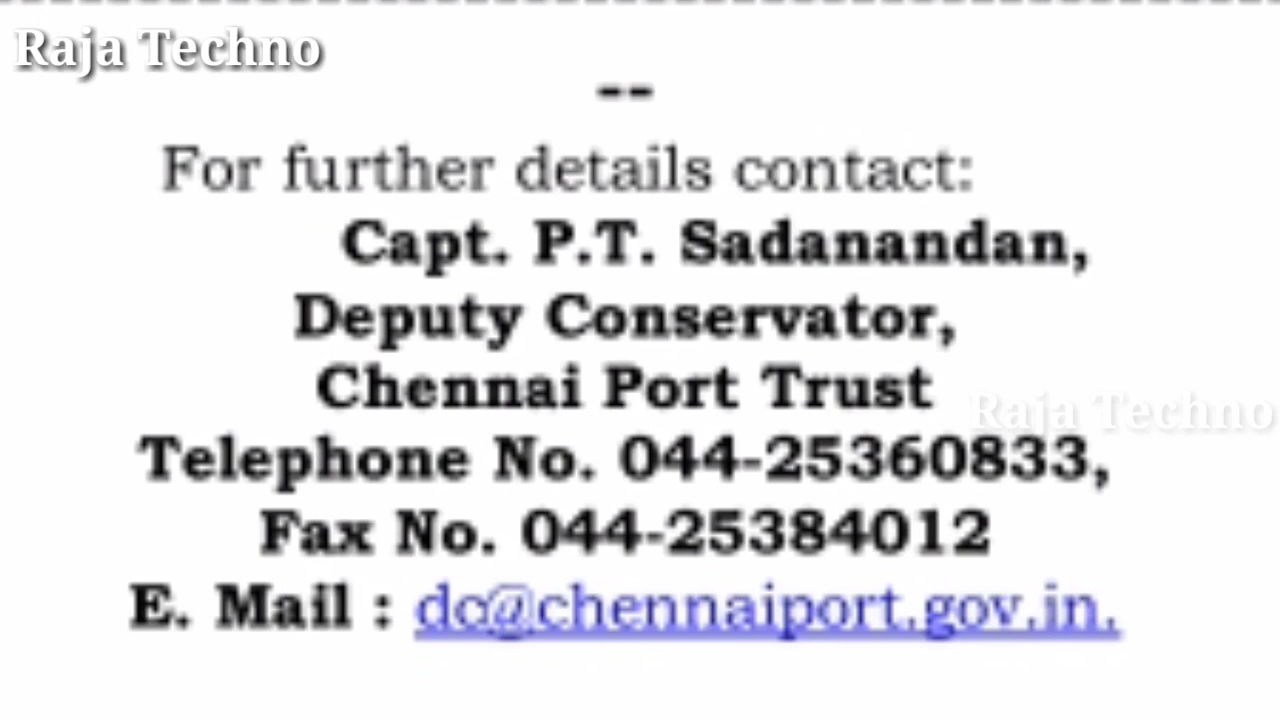 Raja Techno
--
For further details contact:
Capt. P.T. Sadanandan,
Deputy Conservator,
Chennai Port Trust
Raja Techno
Telephone No. 044-25360833,
Fax No. 044-25384012
E. Mail : dc@chennaiport.gov.in.